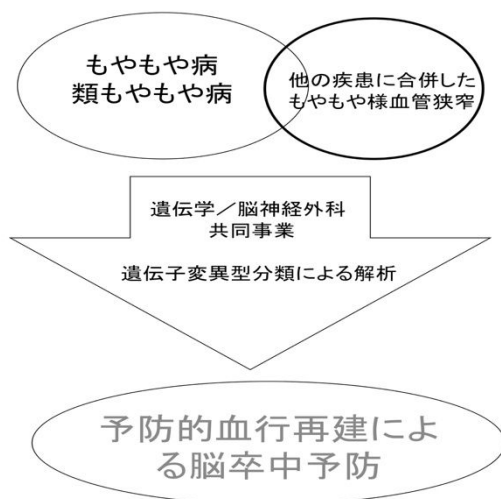 もやもや病
類もやもや病
他の疾患に合併した
もやもや様血管狭窄
遺伝学／脳神経外科
共同事業
遺伝子変異型分類による解析
予防的血行再建によ
る脳卒中予防